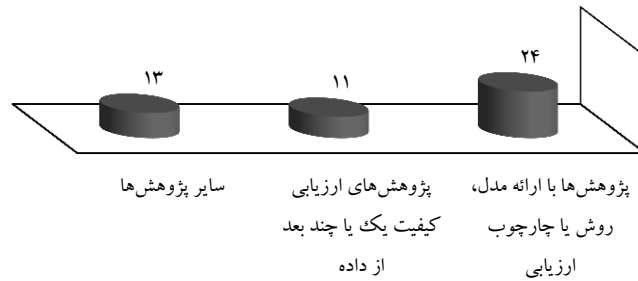 ۲۴
۱۱
۱۳
پژوهش‌ها با ارائه مدل،
روش یا چارچوب
ارزیابی
پژوهش‌های ارزیابی
کیفیت یک یا چند بعد
از داده
سایر پژوهش‌ها